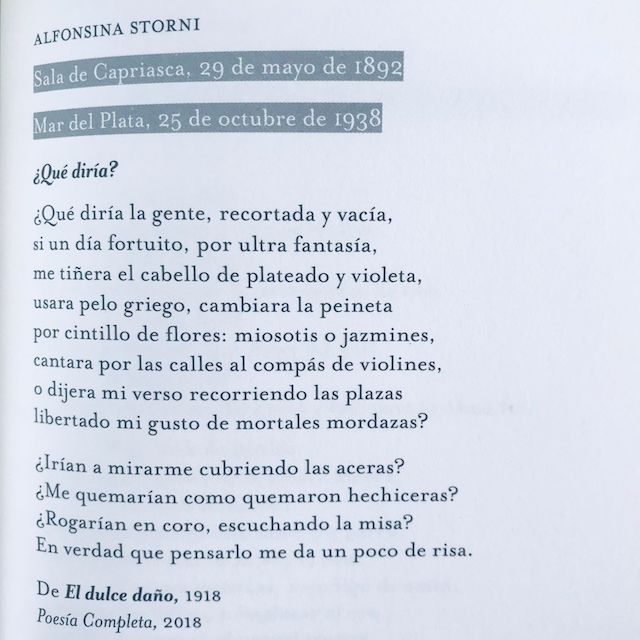 ALFONSINA STORNI
Sala de Capriasca, 29 de mayo de 1892
Mar del Plata, 25 de octubre de 1938
¿Qué diría?
¿Qué diría la gente, recortada y vacía,
si un día fortuito, por ultra fantasía,
me tiñera el cabello de plateado y violeta,
usara pelo griego, cambiara la peineta
por cintillo de flores: miosotis o jazmines,
cantara por las calles al compás de violines,
o dijera mi verso recorriendo las plazas
libertado mi gusto de mortales mordazas?
¿Irían a mirarme cubriendo las aceras?
¿Me quemarían como quemaron hechiceras?
¿Rogarían en coro, escuchando la misa?
En verdad que pensarlo me da un poco de risa.
De El dulce daño, 1918
Poesía Completa, 2018